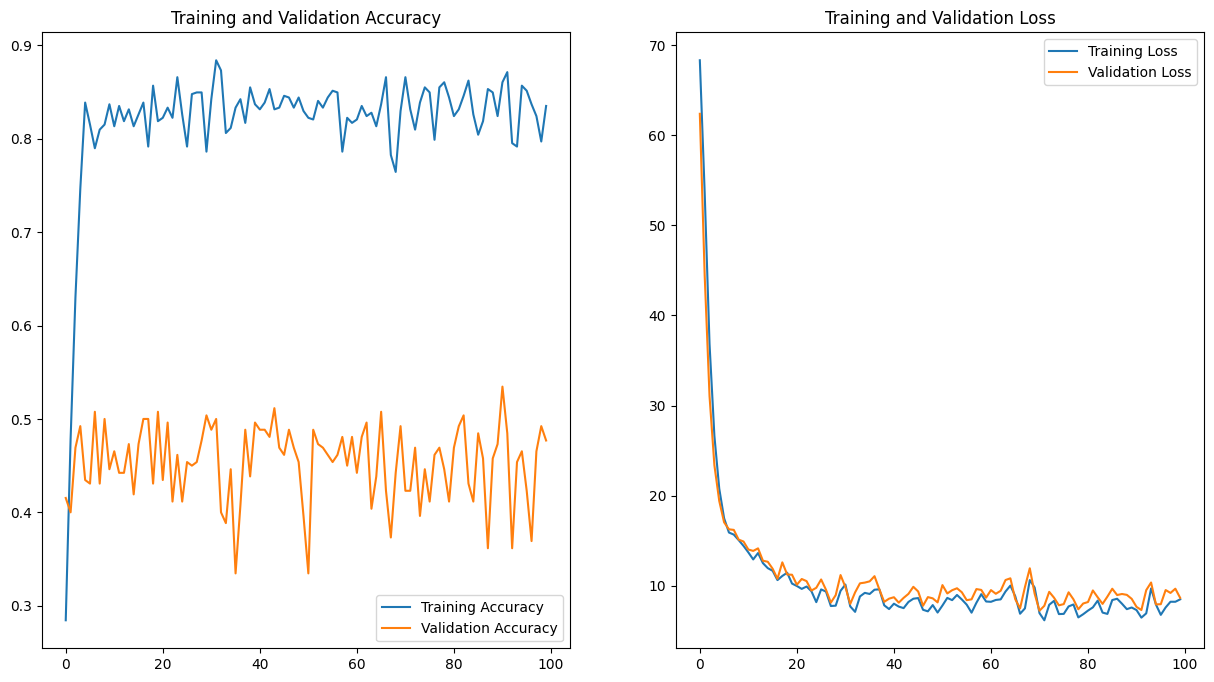 Training and Validation Accuracy
0.9
0.8
0.7
0.6
0.5
0.4
0.3
Training Accuracy
Validation Accuracy
0 20 40 60 80 100
Training and Validation Loss
70
60
50
40
30
20
10
Training Loss
Validation Loss
0 20 40 60 80 100